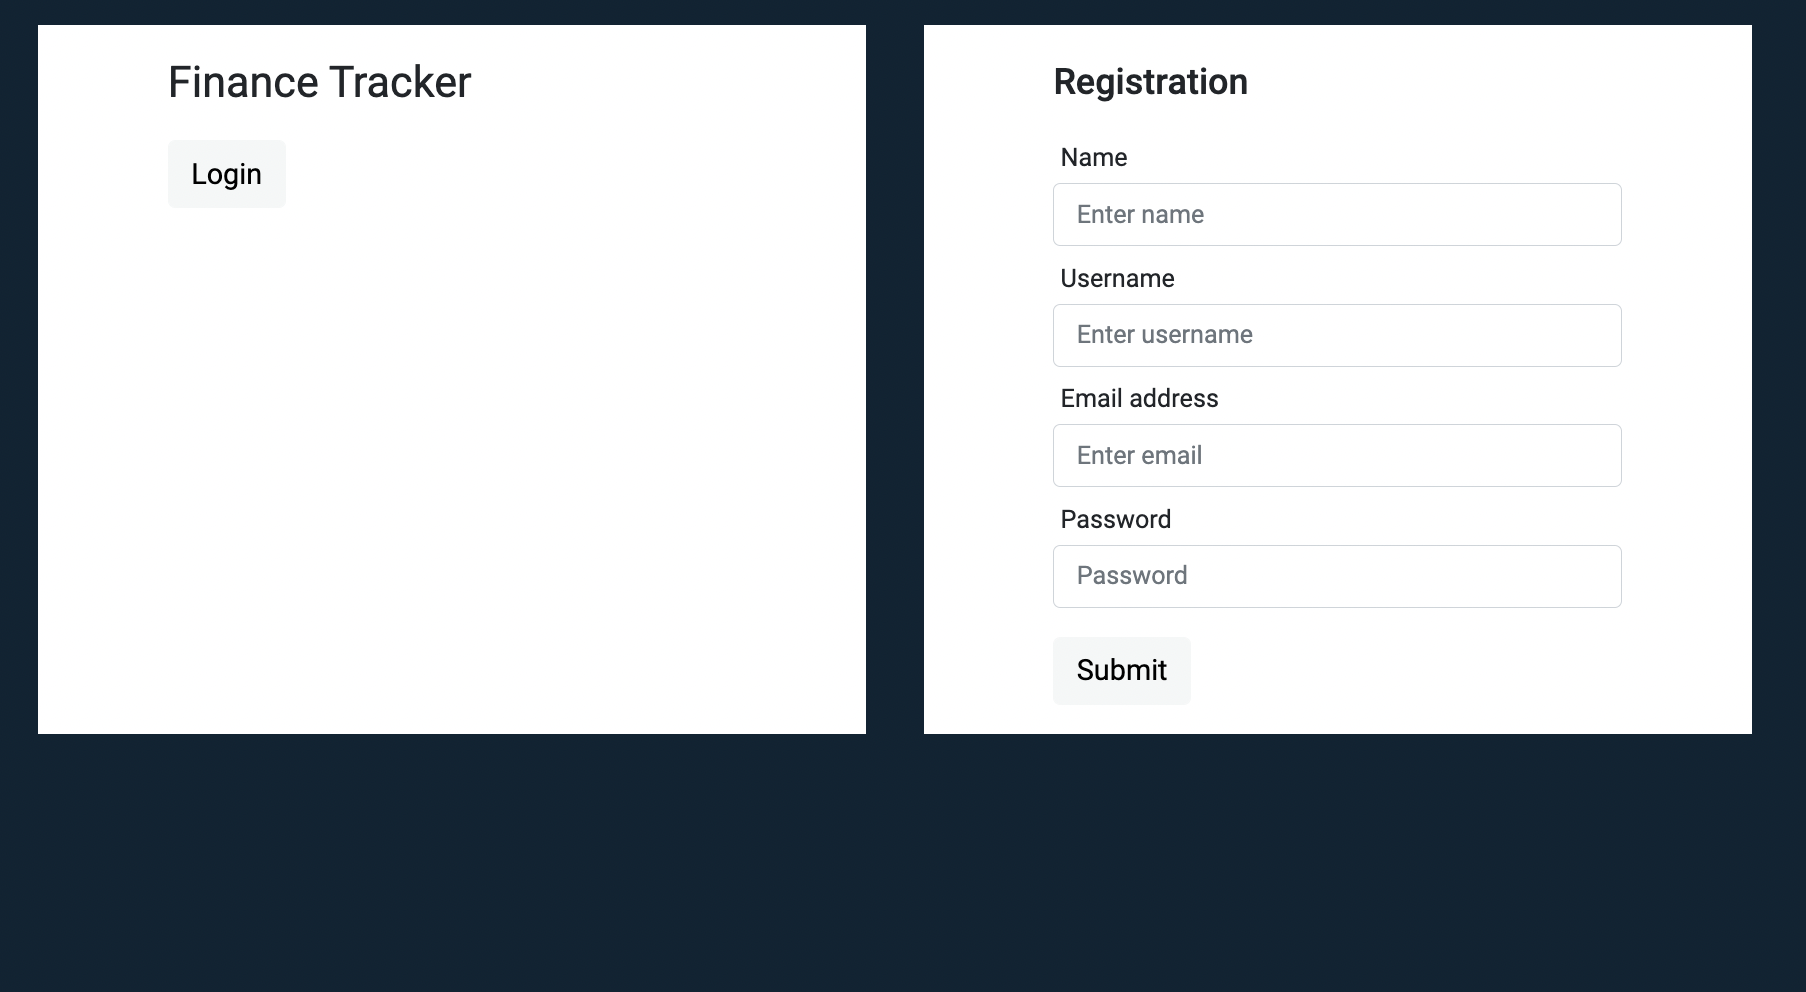 Finance Tracker
Login
Registration
Name
Enter name
Username
Enter username
Email address
Enter email
Password
Password
Submit